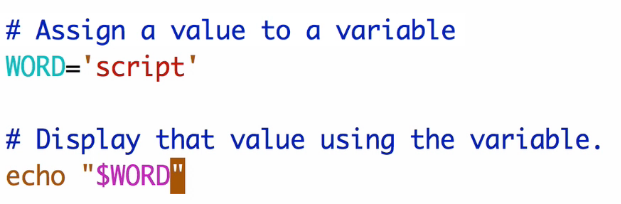 # Assign a value to a variable
WORD='script'
# Display that value using the variable.
echo "$WORD"